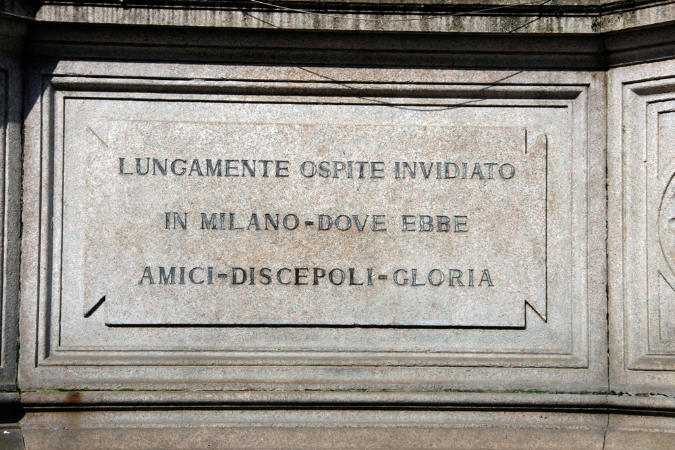 LUNGAMENTE OSPITE INVIDIATO
IN MILANO-DOVE EBBE
AMICI-DISCEPOLI-GLORIA